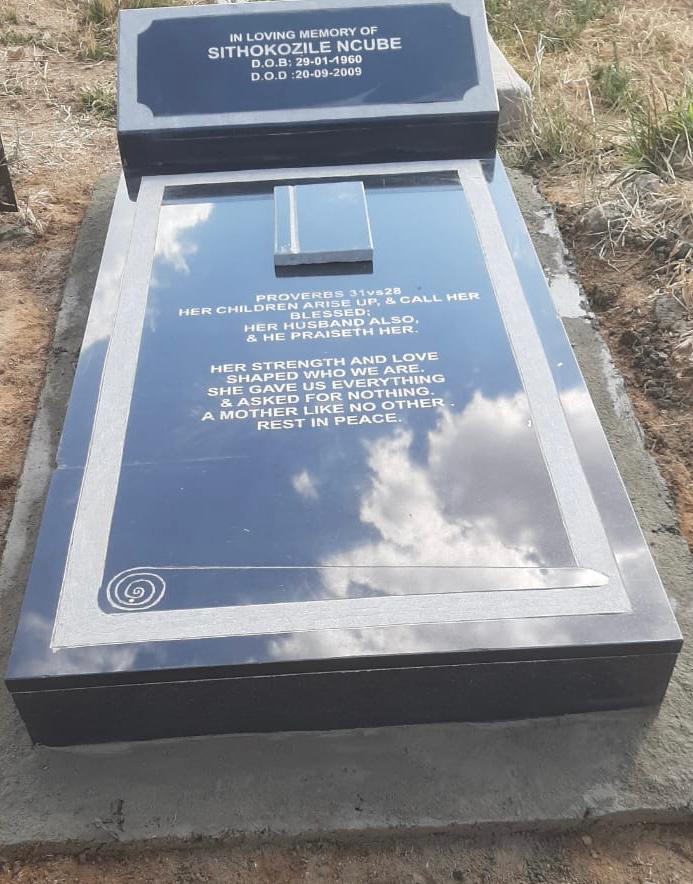 IN LOVING MEMORY OF
SITHOKOZILE NCUBE
D.O.B: 29-01-1960
D.O.D :20-09-2009
PROVERBS 31vs28
HER CHILDREN ARISE UP, & CALL HER
BLESSED;
HER HUSBAND ALSO,
& HE PRAISETH HER.
HER STRENGTH AND LOVE
SHAPED WHO WE ARE.
SHE GAVE US EVERYTHING
& ASKED FOR NOTHING.
A MOTHER LIKE NO OTHER .
REST IN PEACE.